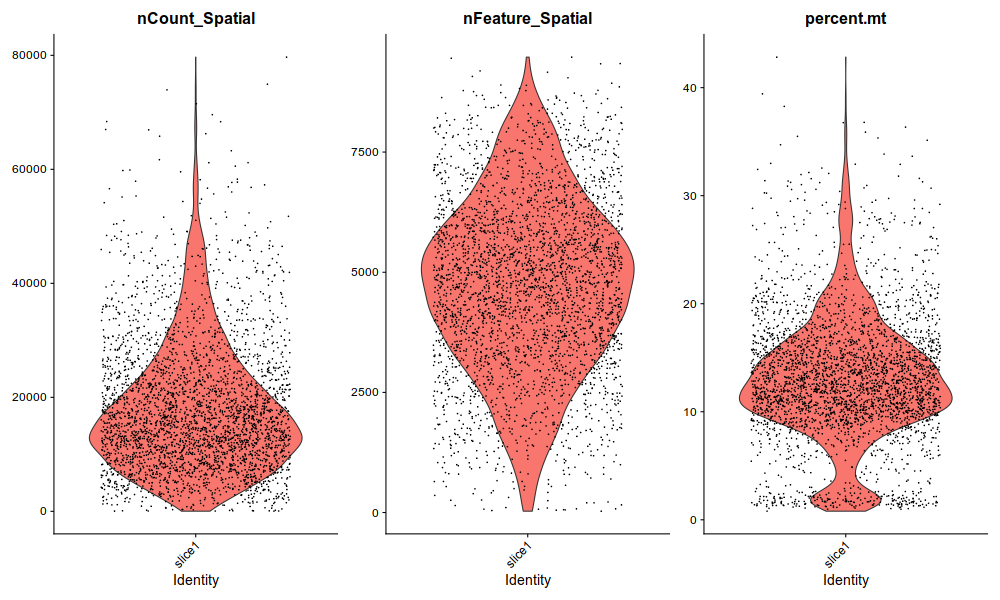 nCount_Spatial
80000
60000
40000
20000
0
slice1
Identity
nFeature_Spatial
7500
5000
2500
0
slice1
Identity
percent.mt
40
30
20
10
0
slice1
Identity